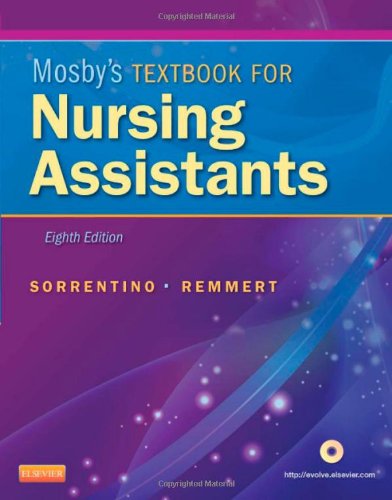 Mosby's TEXTBOOK FOR
Nursing
Assistants
Eighth Edition
SORRENTINO · REMMERT
ELSEVIER
http://evolve.elsevier.com